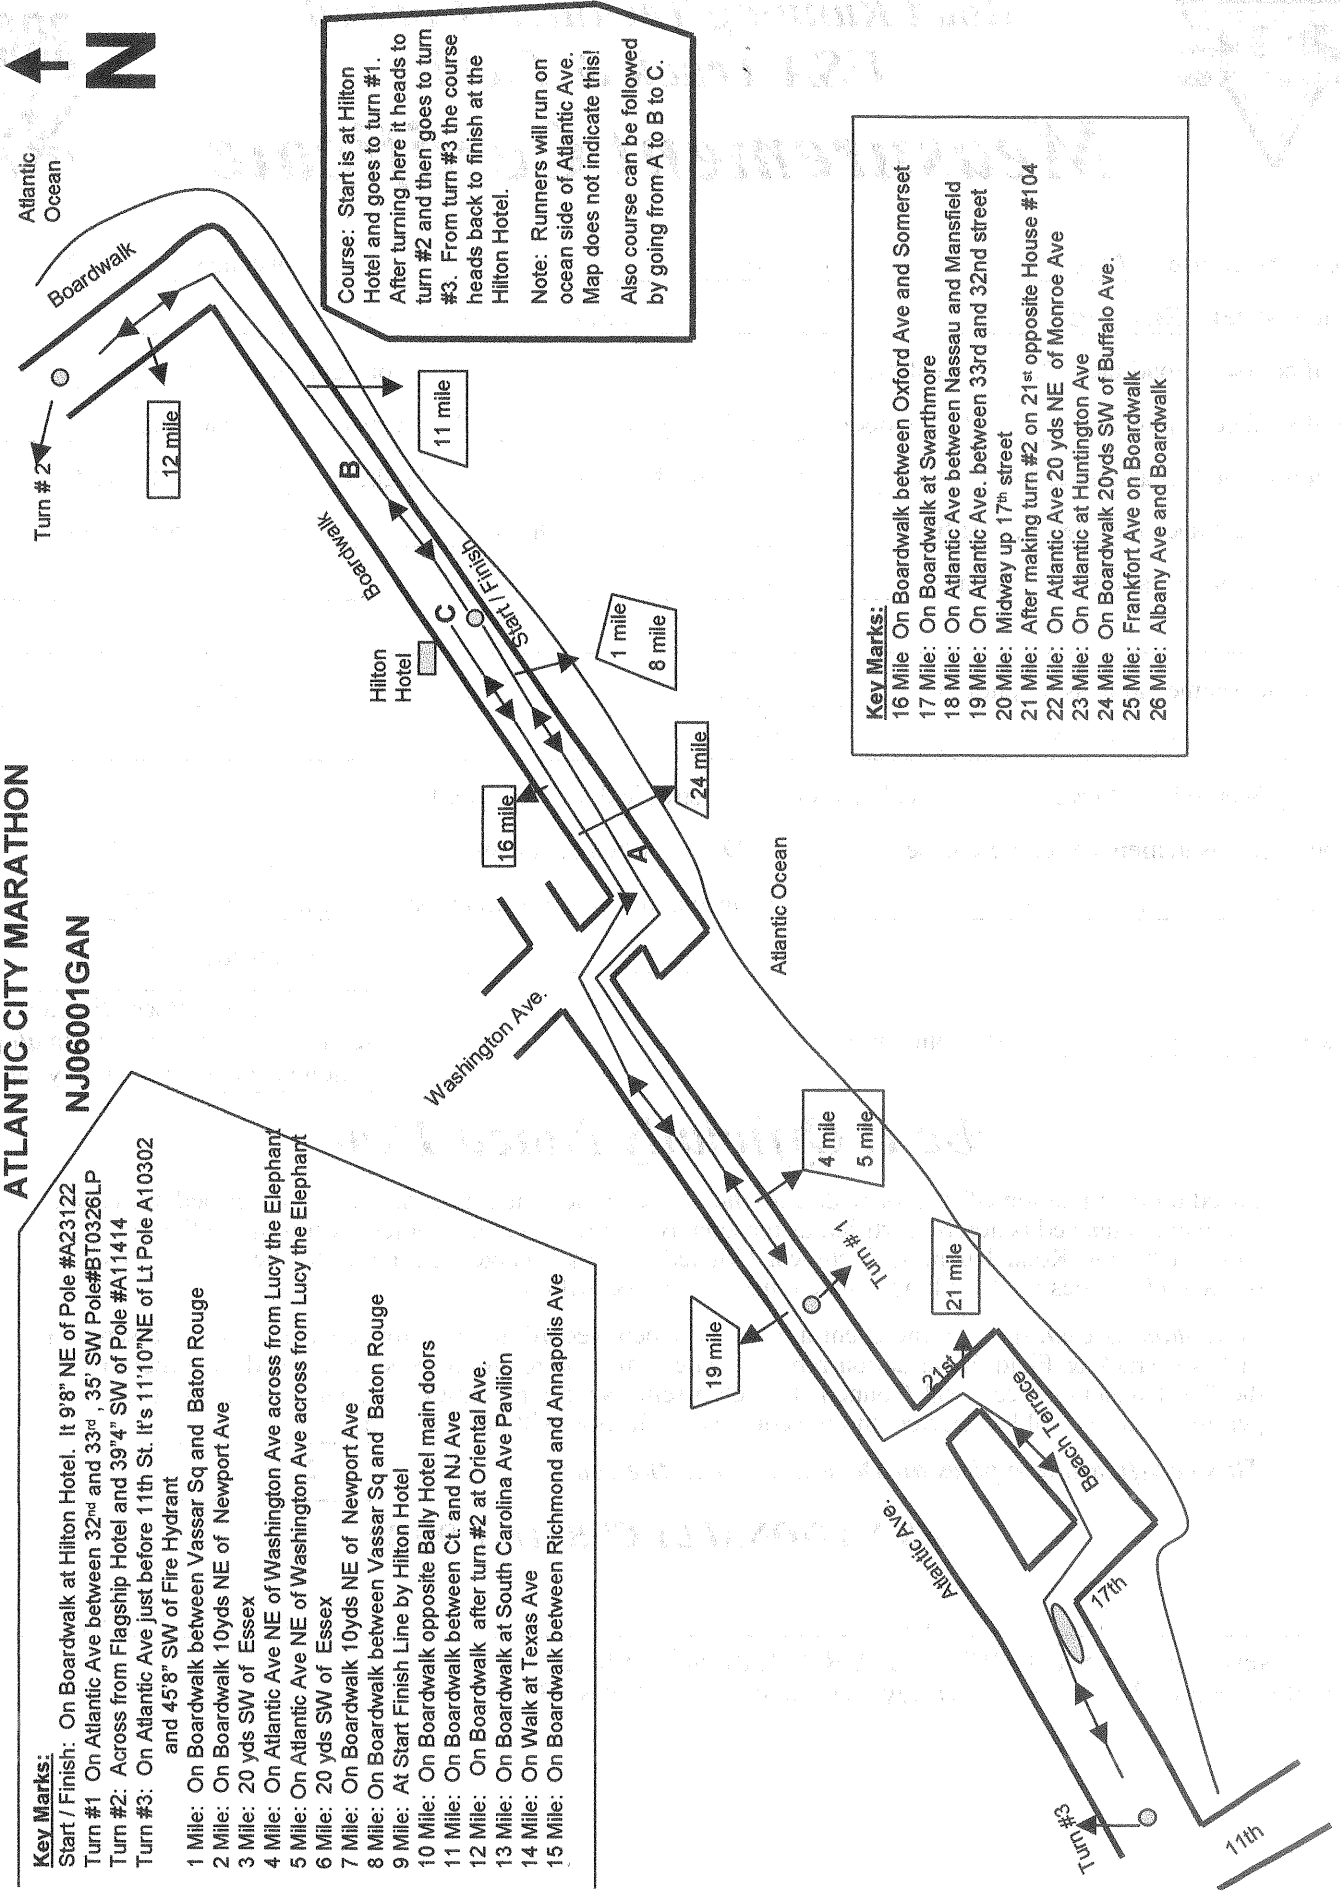 ATLANTIC CITY MARATHON
NJ06001GAN
Key Marks:
Start / Finish: On Boardwalk at Hilton Hotel. It 9'8" NE of Pole #A23122
Turn #1 On Atlantic Ave between 32nd and 33rd , 35' SW Pole#BT0326LP
Turn #2: Across from Flagship Hotel and 39'4" SW of Pole #A11414
Turn #3: On Atlantic Ave just before 11th St. It's 11'10"NE of Lt Pole A10302
and 45'8" SW of Fire Hydrant
1 Mile: On Boardwalk between Vassar Sq and Baton Rouge
2 Mile: On Boardwalk 10yds NE of Newport Ave
3 Mile: 20 yds SW of Essex
4 Mile: On Atlantic Ave NE of Washington Ave across from Lucy the Elephant
5 Mile: On Atlantic Ave NE of Washington Ave across from Lucy the Elephant
6 Mile: 20 yds SW of Essex
7 Mile: On Boardwalk 10yds NE of Newport Ave
8 Mile: On Boardwalk between Vassar Sq and Baton Rouge
9 Mile: At Start Finish Line by Hilton Hotel
10 Mile: On Boardwalk opposite Bally Hotel main doors
11 Mile: On Boardwalk between Ct. and NJ Ave
12 Mile: On Boardwalk after turn #2 at Oriental Ave.
13 Mile: On Boardwalk at South Carolina Ave Pavilion
14 Mile: On Walk at Texas Ave
15 Mile: On Boardwalk between Richmond and Annapolis Ave
Turn # 2
Atlantic
Ocean
N
Boardwalk
12 mile
B
Boardwalk
11 mile
Hilton
Hotel
C
Start / Finish
1 mile
8 mile
16 mile
24 mile
A
Washington Ave.
Atlantic Ocean
4 mile
5 mile
Turn # 1
19 mile
21 mile
21st
Beach Terrace
Atlantic Ave.
17th
Turn #3
11th
Course: Start is at Hilton
Hotel and goes to turn #1.
After turning here it heads to
turn #2 and then goes to turn
#3. From turn #3 the course
heads back to finish at the
Hilton Hotel.
Note: Runners will run on
ocean side of Atlantic Ave.
Map does not indicate this!
Also course can be followed
by going from A to B to C.
Key Marks:
16 Mile On Boardwalk between Oxford Ave and Somerset
17 Mile: On Boardwalk at Swarthmore
18 Mile: On Atlantic Ave between Nassau and Mansfield
19 Mile: On Atlantic Ave. between 33rd and 32nd street
20 Mile: Midway up 17th street
21 Mile: After making turn #2 on 21st opposite House #104
22 Mile: On Atlantic Ave 20 yds NE of Monroe Ave
23 Mile: On Atlantic at Huntington Ave
24 Mile On Boardwalk 20yds SW of Buffalo Ave.
25 Mile: Frankfort Ave on Boardwalk
26 Mile: Albany Ave and Boardwalk